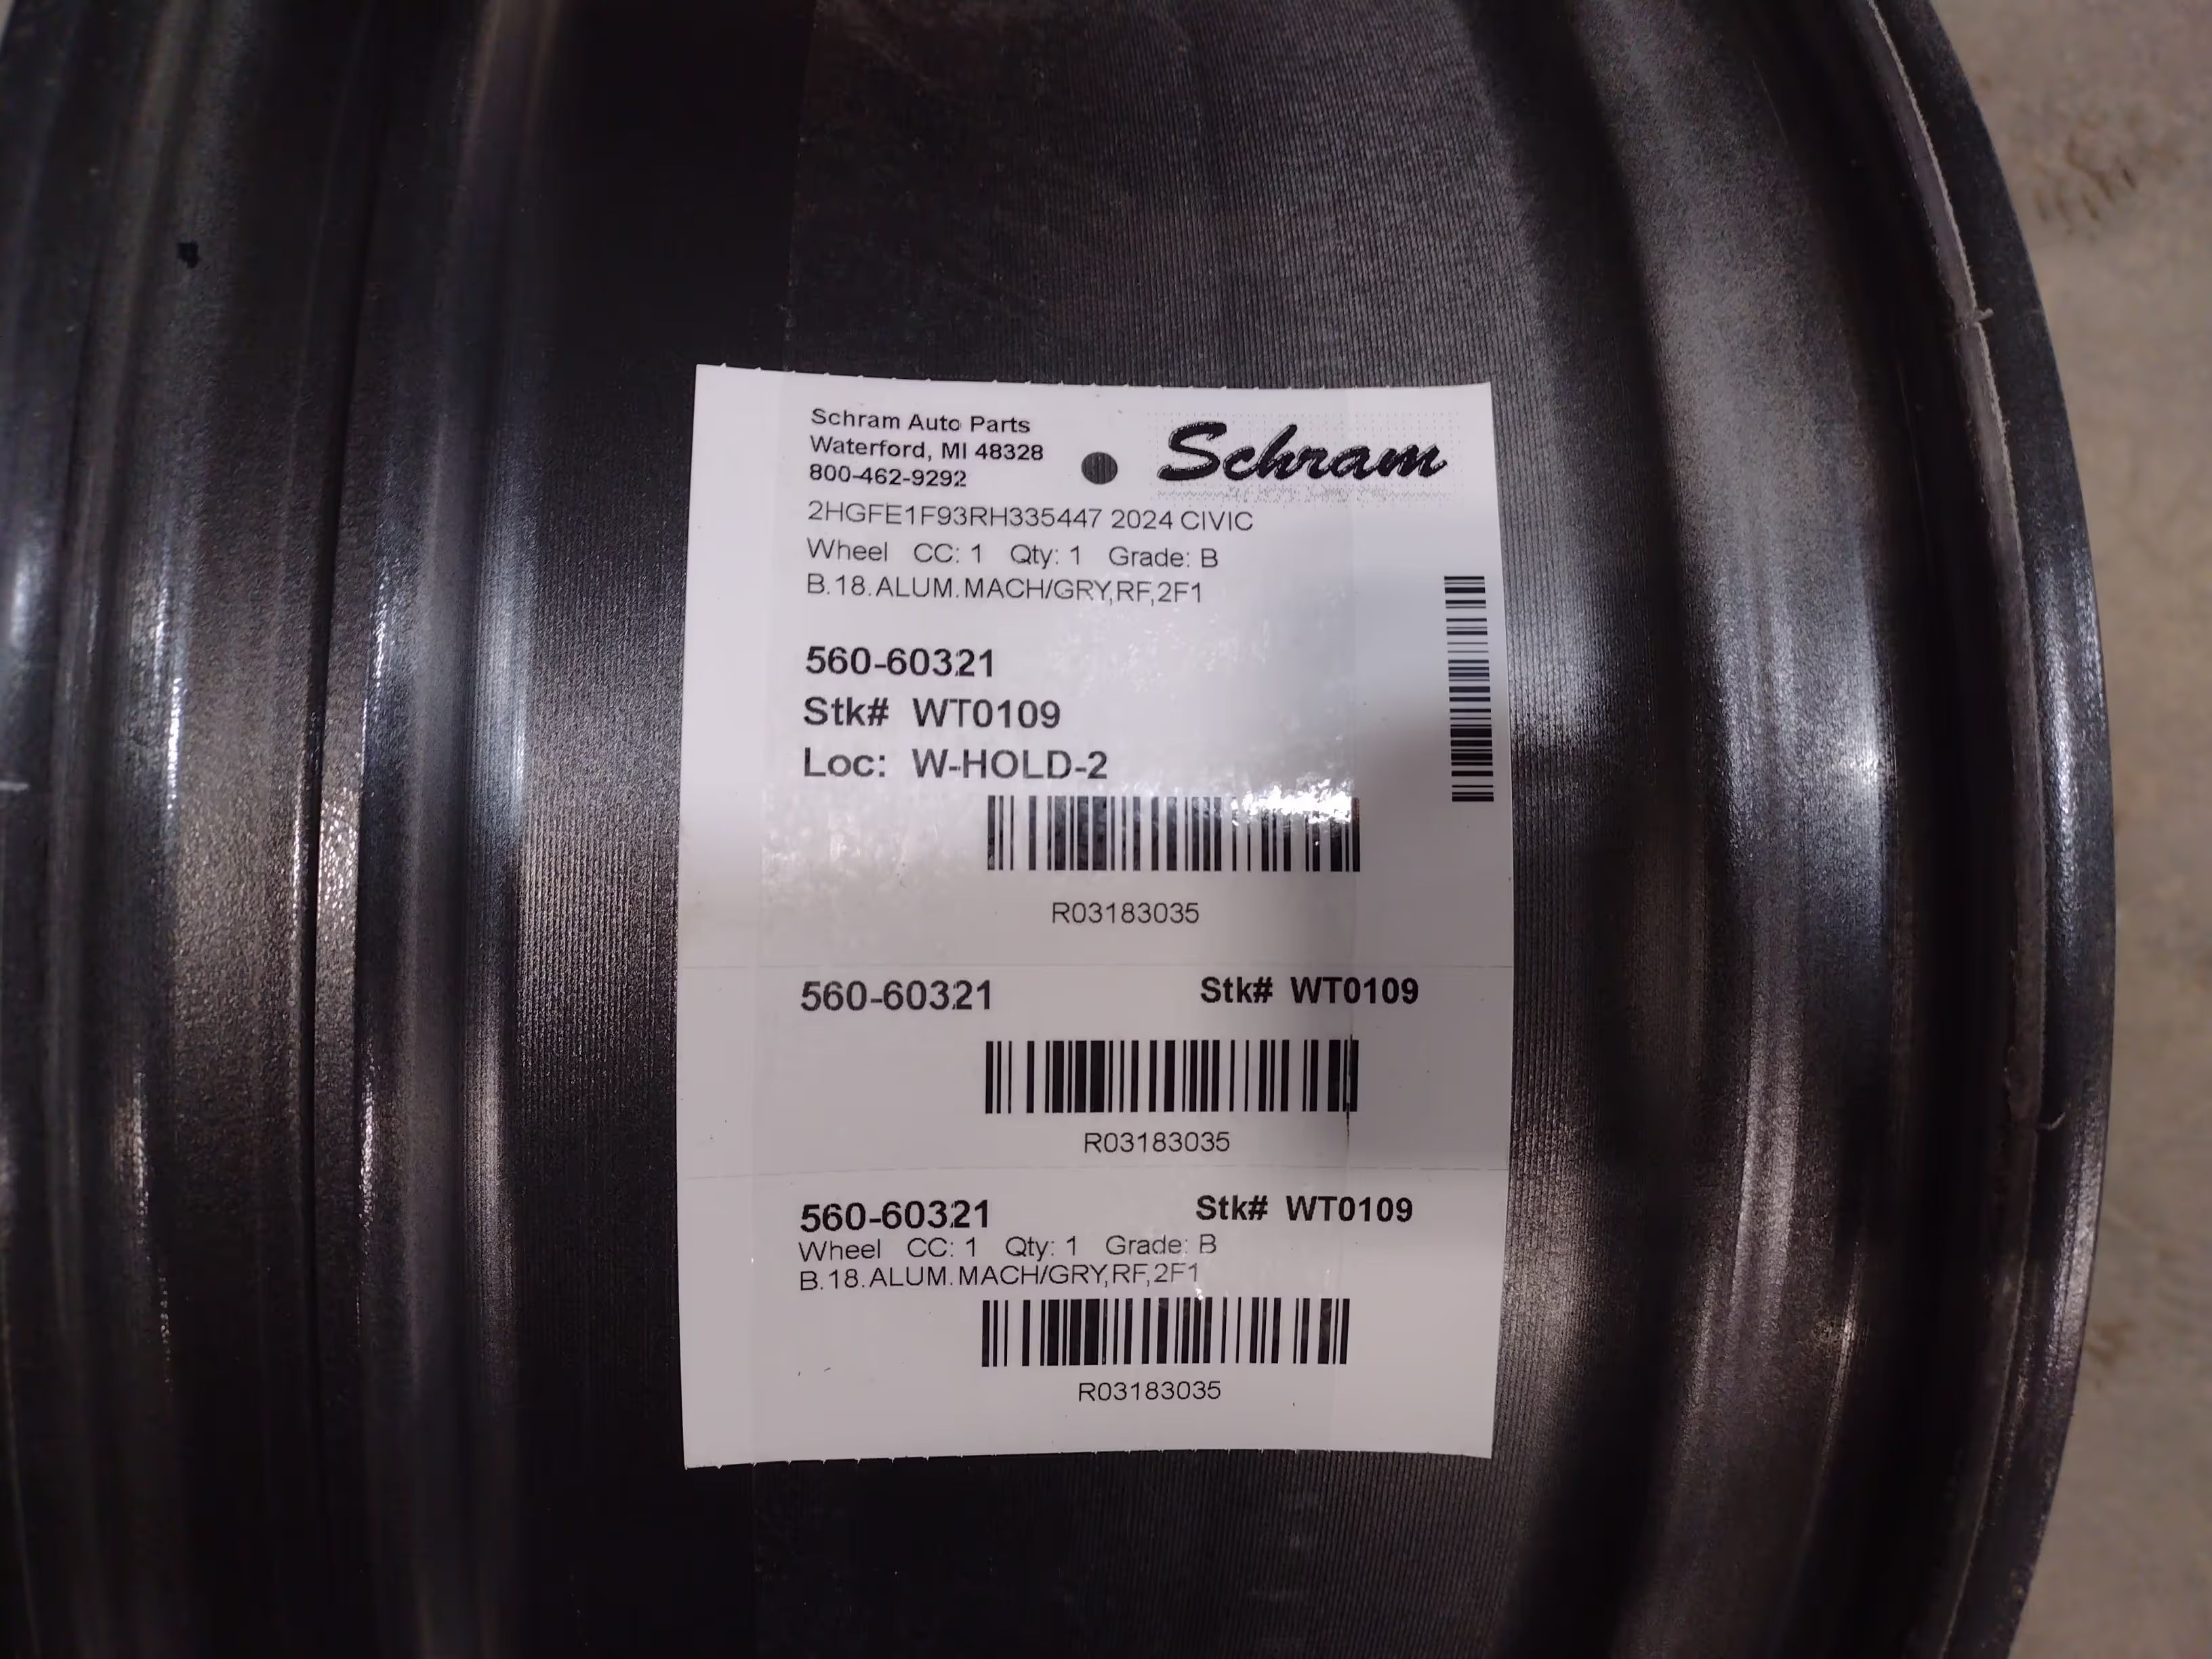 Schram Auto Parts
Waterford, MI 48328
800-462-9292
Schram
2HGFE1F93RH335447 2024 CIVIC
Wheel CC: 1 Qty: 1 Grade: B
B.18.ALUM.MACH/GRY,RF,2F1
560-60321
Stk# WT0109
Loc: W-HOLD-2
R03183035
560-60321 Stk# WT0109
R03183035
560-60321 Stk# WT0109
Wheel CC: 1 Qty: 1 Grade: B
B.18.ALUM.MACH/GRY,RF,2F1
R03183035